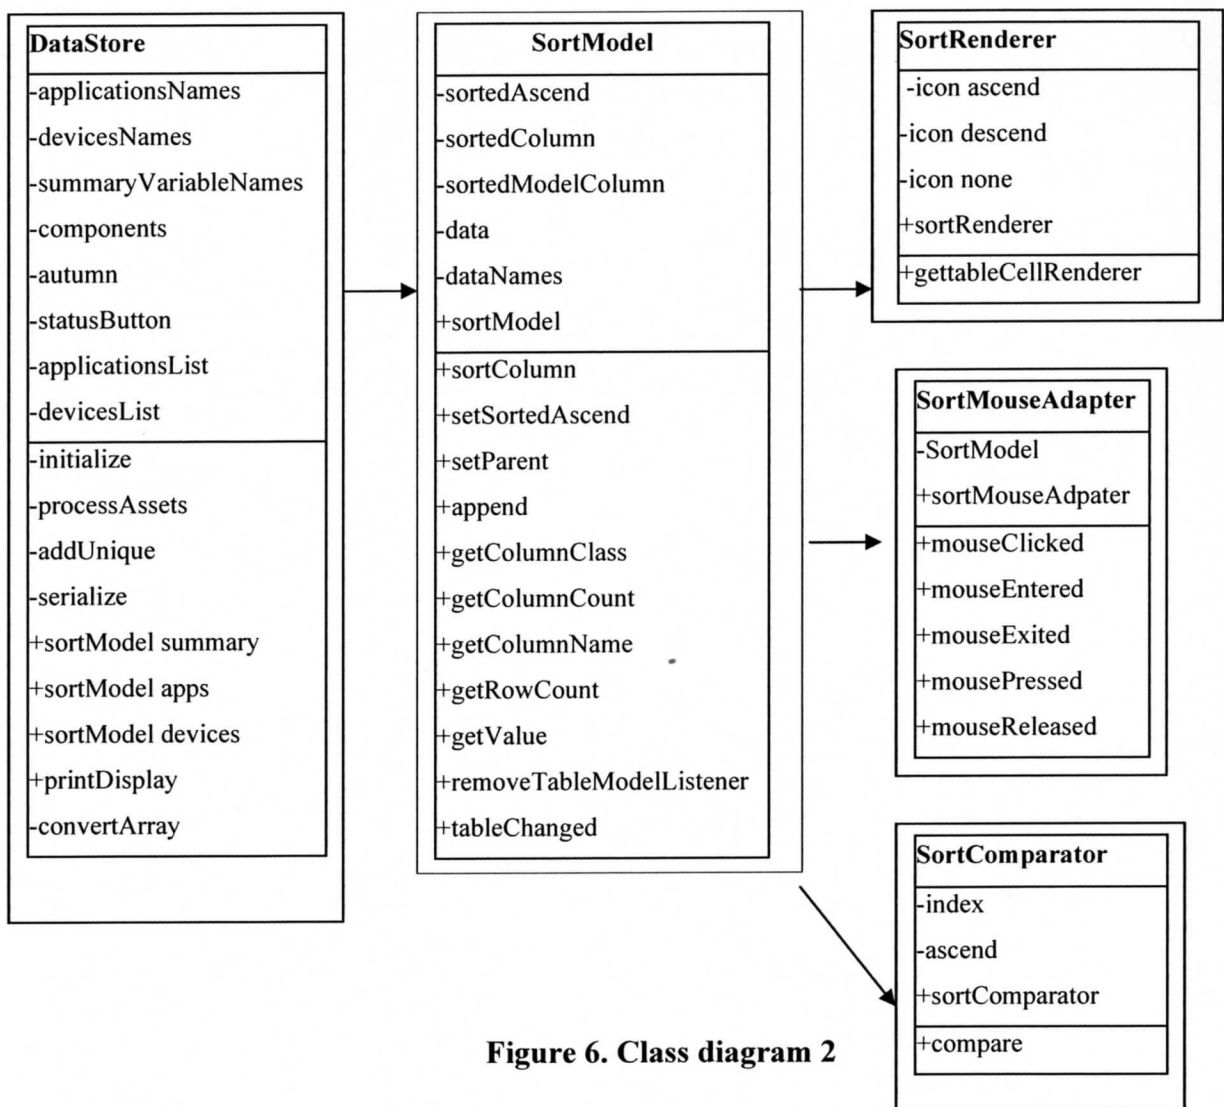 DataStore
-applicationsNames
-devicesNames
-summaryVariableNames
-components
-autumn
-statusButton
-applicationsList
-devicesList
-initialize
-processAssets
-addUnique
-serialize
+sortModel summary
+sortModel apps
+sortModel devices
+printDisplay
-convertArray
SortModel
-sortedAscend
-sortedColumn
-sortedModelColumn
-data
-dataNames
+sortModel
+sortColumn
+setSortedAscend
+setParent
+append
+getColumnClass
+getColumnCount
+getColumnName
+getRowCount
+getValue
+removeTableModelListener
+tableChanged
SortRenderer
-icon ascend
-icon descend
-icon none
+sortRenderer
+gettableCellRenderer
SortMouseAdapter
-SortModel
+sortMouseAdpater
+mouseClicked
+mouseEntered
+mouseExited
+mousePressed
+mouseReleased
SortComparator
-index
-ascend
+sortComparator
+compare
Figure 6. Class diagram 2